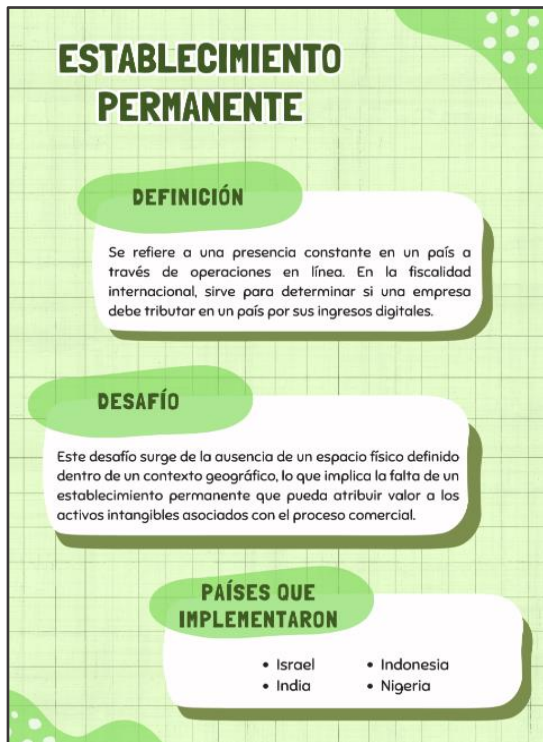 ESTABLECIMIENTO
PERMANENTE
DEFINICIÓN
Se refiere a una presencia constante en un país a
través de operaciones en línea. En la fiscalidad
internacional, sirve para determinar si una empresa
debe tributar en un país por sus ingresos digitales.
DESAFÍO
Este desafío surge de la ausencia de un espacio físico definido
dentro de un contexto geográfico, lo que implica la falta de un
establecimiento permanente que pueda atribuir valor a los
activos intangibles asociados con el proceso comercial.
PAÍSES QUE
IMPLEMENTARON
• Israel
• India
• Indonesia
• Nigeria